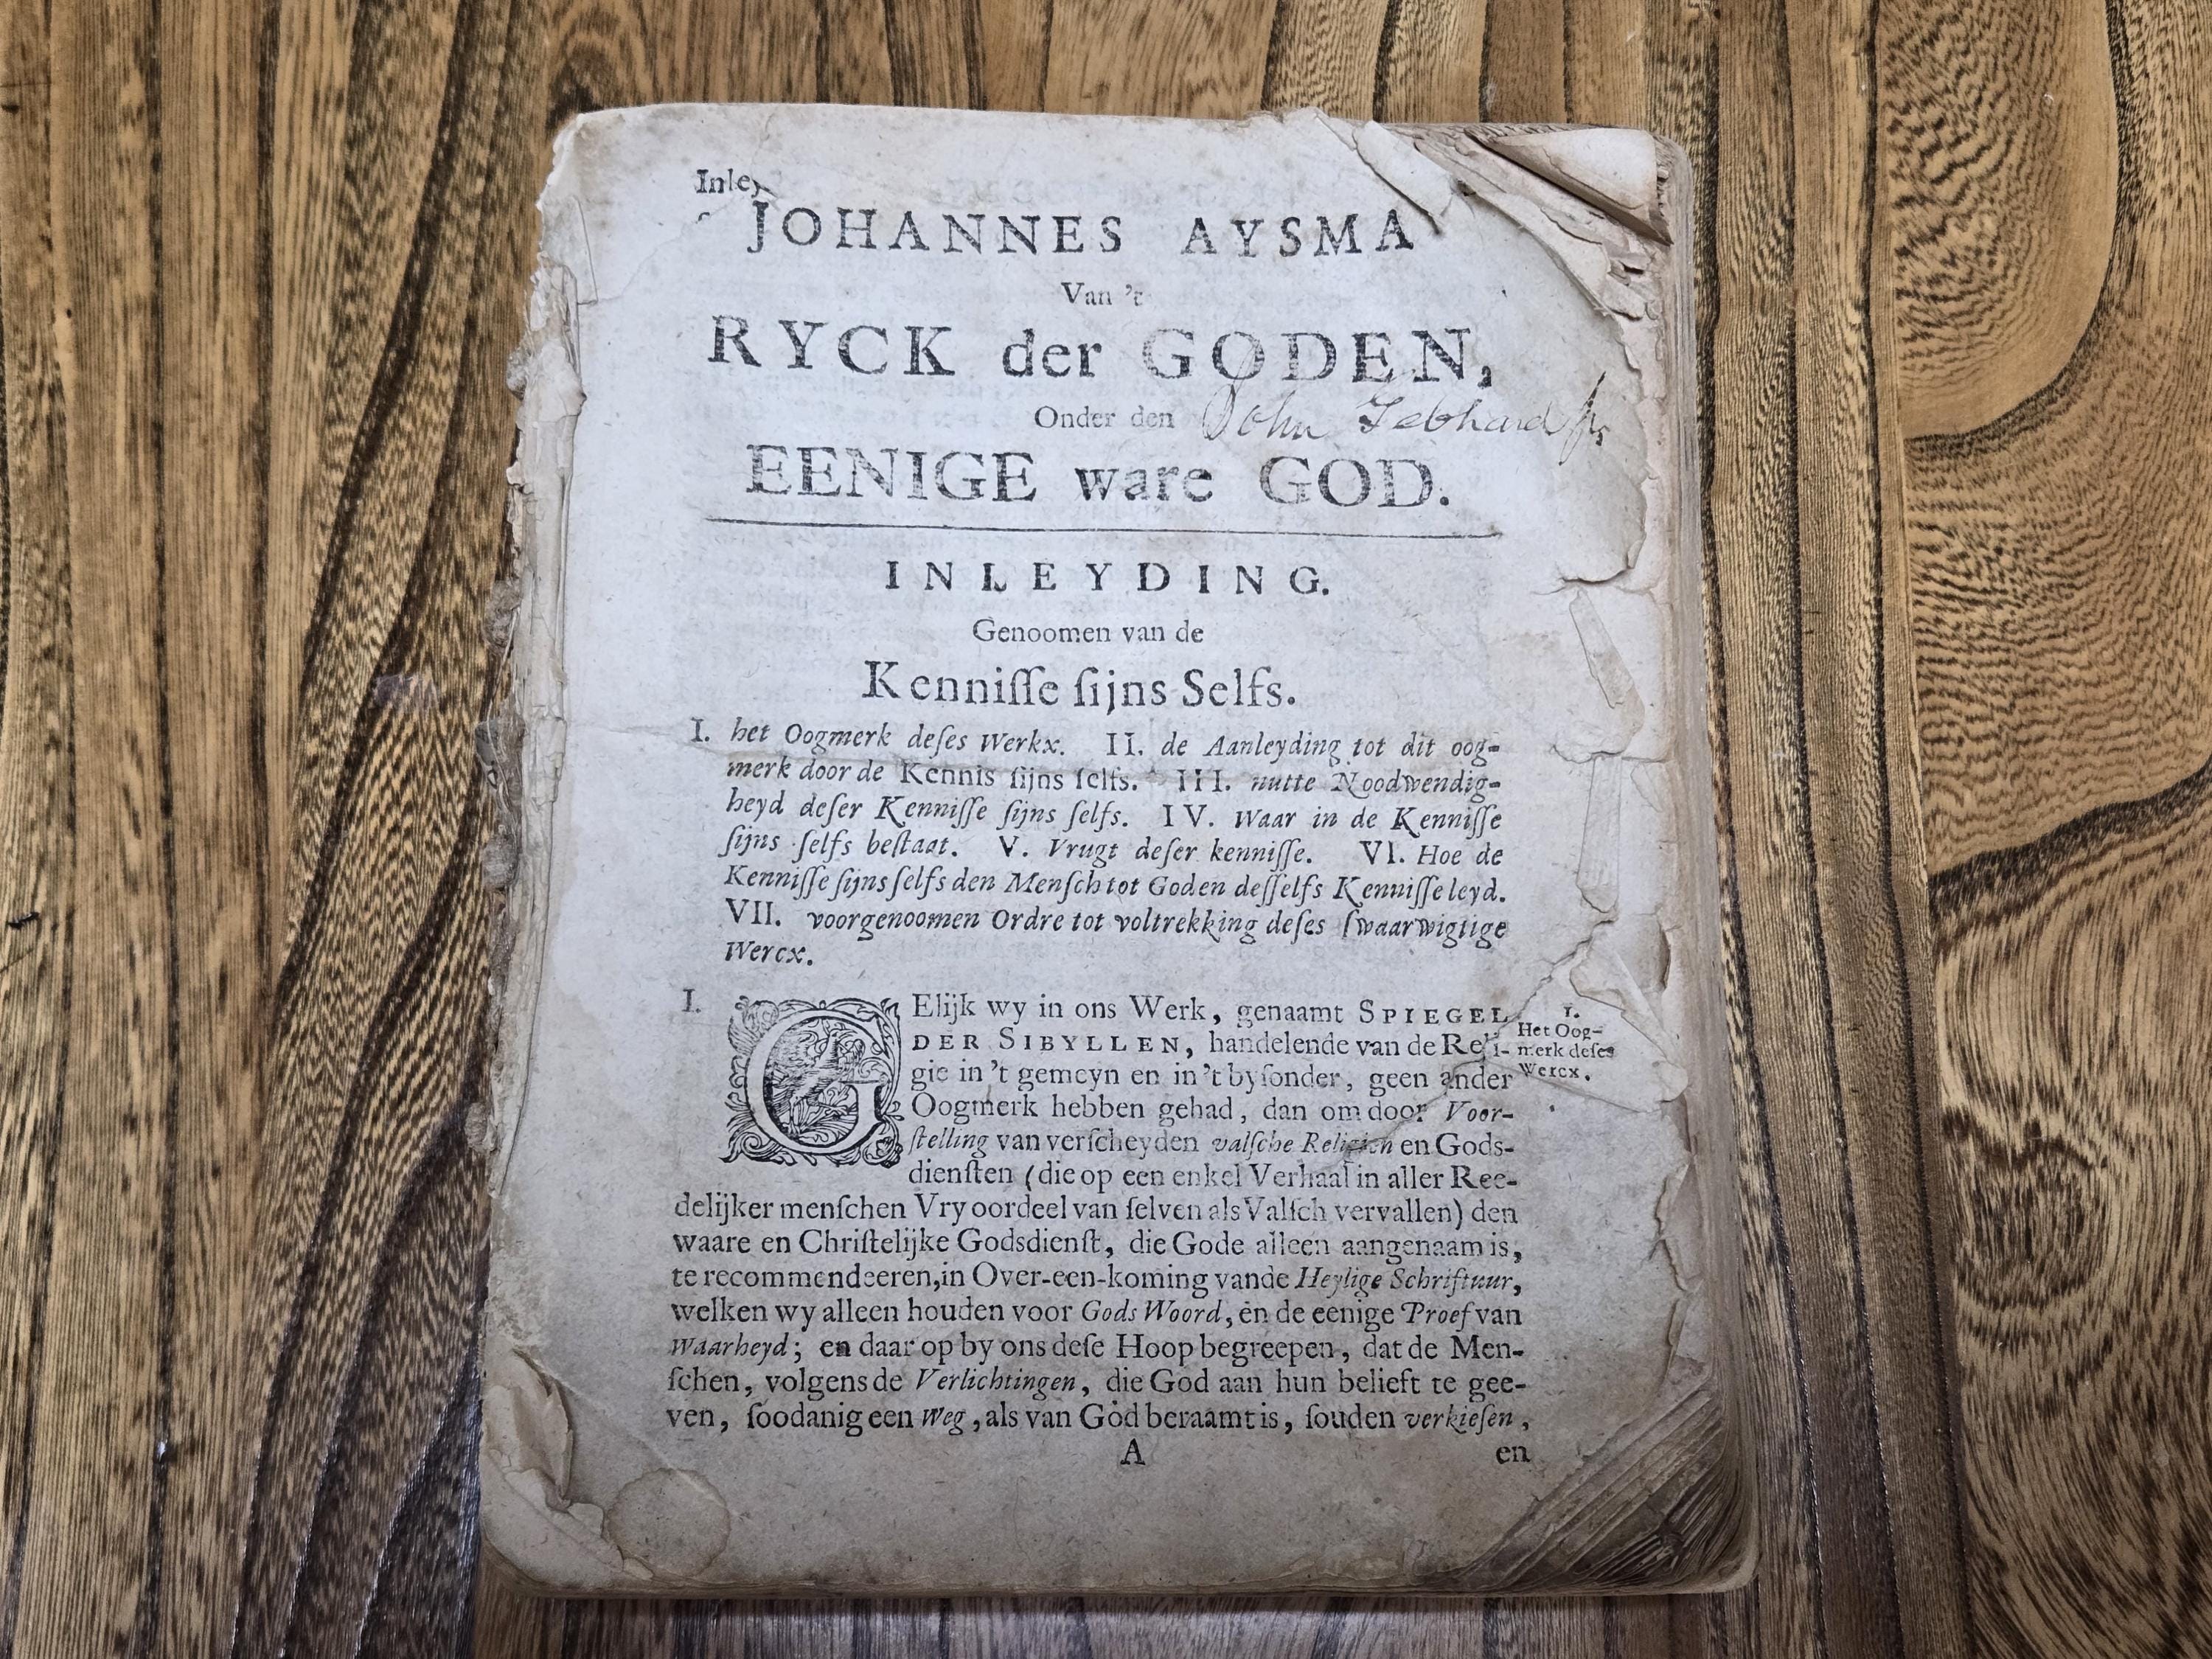 Inley
JOHANNES AYSMA
Van 't
RYCK der GODEN,
Onder den
John Gebhard Jr
EENIGE ware GOD.
INLEYDING.
Genoomen van de
Kenniſſe ſijns Selfs.
I. het Oogmerk deſes Werkx. II. de Aanleyding tot dit oog-
merk door de Kennis ſijns ſelfs. III. nutte Noodwendig-
heyd deſer Kenniſſe ſijns ſelfs. IV. Waar in de Kenniſſe
ſijns ſelfs beſtaat. V. Vrugt deſer kenniſſe. VI. Hoe de
Kenniſſe ſijns ſelfs den Menſch tot Goden deſſelfs Kenniſſe leyd.
VII. voorgenoomen Ordre tot voltrekking deſes ſwaarwigtige
Wercx.
I. GElijk wy in ons Werk, genaamt SPIEGEL
DER SIBYLLEN, handelende van de Reli-
gie in 't gemeyn en in 't byſonder, geen ander
Oogmerk hebben gehad, dan om door Voor-
ſtelling van verſcheyden valſche Religien en Gods-
dienſten (die op een enkel Verhaal in aller Ree-
delijker menſchen Vry oordeel van ſelven als Valſch vervallen) den
waare en Chriſtelijke Godsdienſt, die Gode alleen aangenaam is,
te recommendeeren, in Over-een-koming vande Heylige Schriftuur,
welken wy alleen houden voor Gods Woord, en de eenige Proef van
Waarheyd; en daar op by ons deſe Hoop begreepen, dat de Men-
ſchen, volgens de Verlichtingen, die God aan hun belieft te gee-
ven, ſoodanig een Weg, als van God beraamt is, ſouden verkieſen,
A en
1.
Het Oog-
merk deſes
Wercx.